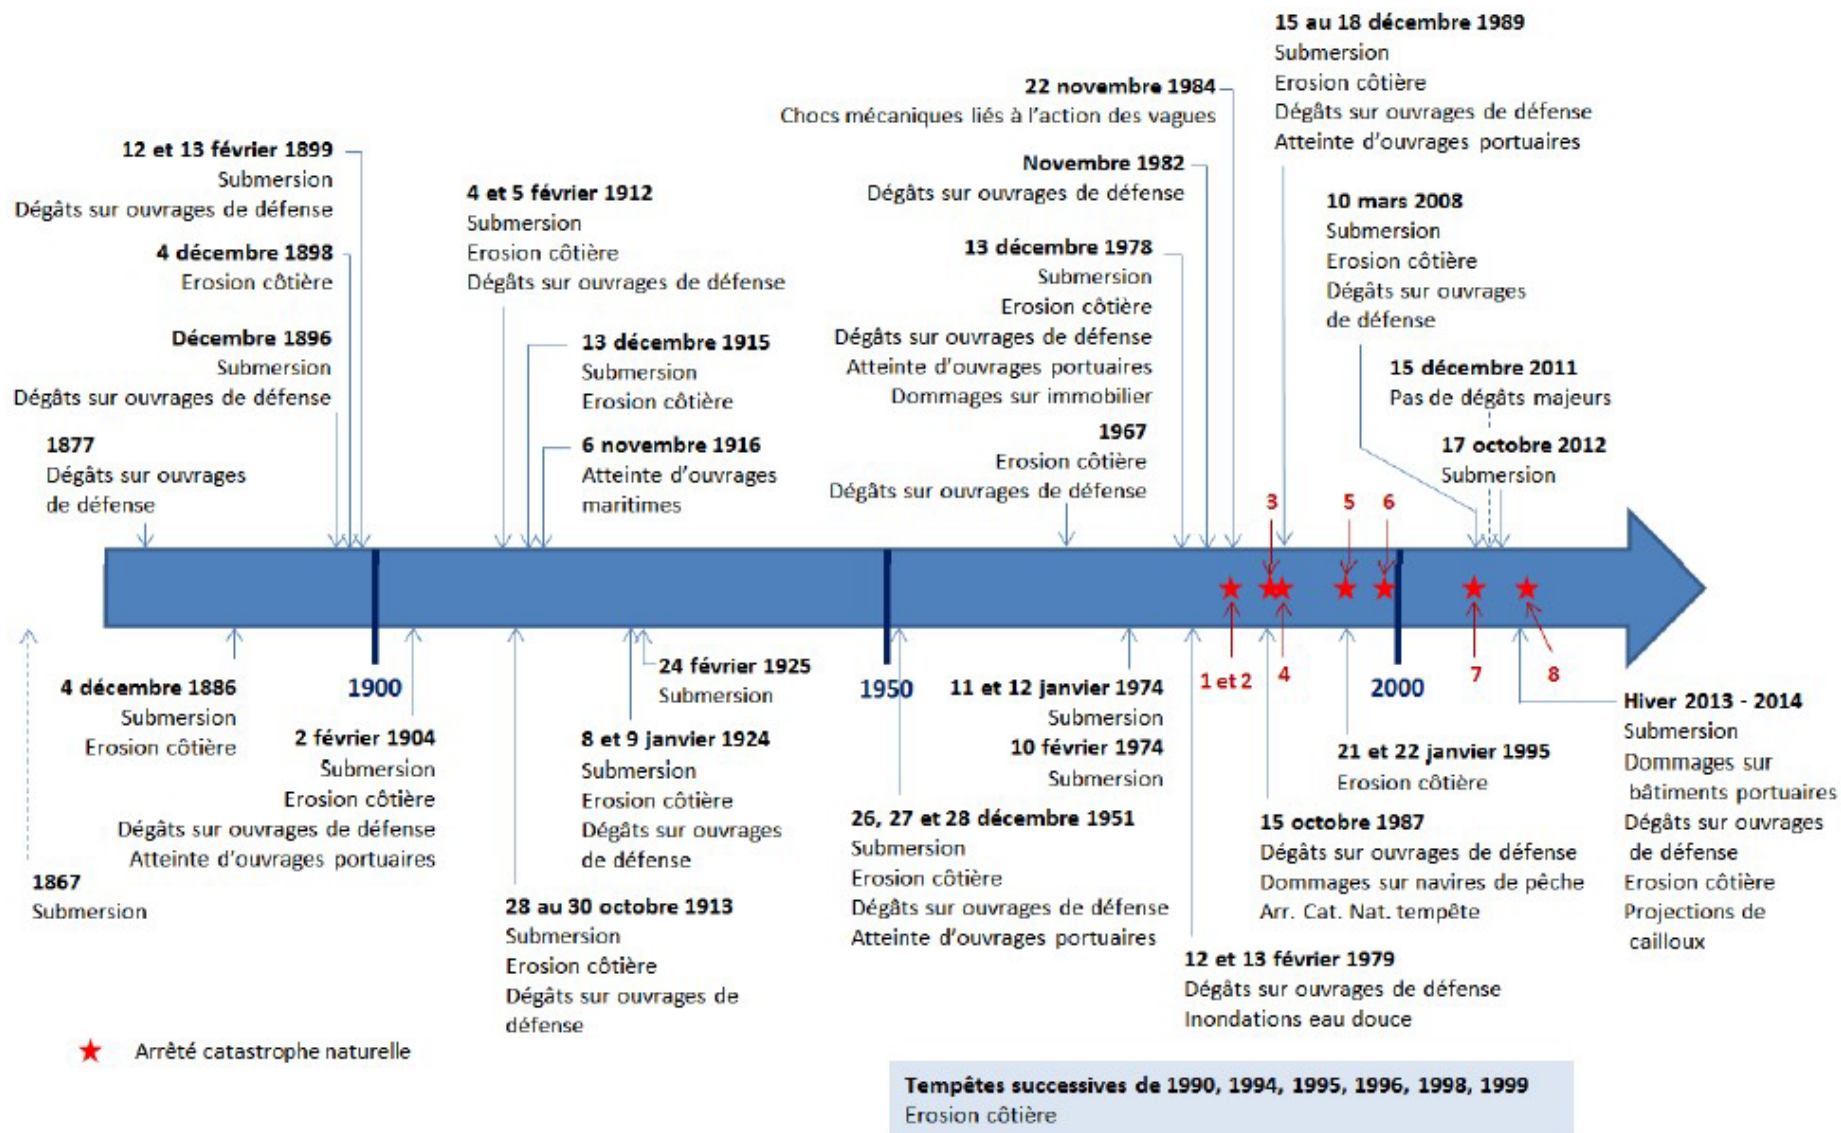 15 au 18 décembre 1989
Submersion
Erosion côtière
Dégâts sur ouvrages de défense
Atteinte d'ouvrages portuaires
22 novembre 1984
Chocs mécaniques liés à l'action des vagues
12 et 13 février 1899
Submersion
Dégâts sur ouvrages de défense
Novembre 1982
Dégâts sur ouvrages de défense
4 et 5 février 1912
Submersion
Erosion côtière
Dégâts sur ouvrages de défense
10 mars 2008
Submersion
Erosion côtière
Dégâts sur ouvrages
de défense
4 décembre 1898
Erosion côtière
13 décembre 1978
Submersion
Erosion côtière
Dégâts sur ouvrages de défense
Atteinte d'ouvrages portuaires
Dommages sur immobilier
Décembre 1896
Submersion
Dégâts sur ouvrages de défense
13 décembre 1915
Submersion
Erosion côtière
15 décembre 2011
Pas de dégâts majeurs
1877
Dégâts sur ouvrages
de défense
6 novembre 1916
Atteinte d'ouvrages
maritimes
1967
Erosion côtière
Dégâts sur ouvrages de défense
17 octobre 2012
Submersion
3
5
6
1900
1950
2000
1 et 2
4
7
8
4 décembre 1886
Submersion
Erosion côtière
24 février 1925
Submersion
11 et 12 janvier 1974
Submersion
10 février 1974
Submersion
Hiver 2013 - 2014
Submersion
Dommages sur
bâtiments portuaires
Dégâts sur ouvrages
de défense
Erosion côtière
Projections de
cailloux
2 février 1904
Submersion
Erosion côtière
Dégâts sur ouvrages de défense
Atteinte d'ouvrages portuaires
8 et 9 janvier 1924
Submersion
Erosion côtière
Dégâts sur ouvrages
de défense
21 et 22 janvier 1995
Erosion côtière
26, 27 et 28 décembre 1951
Submersion
Erosion côtière
Dégâts sur ouvrages de défense
Atteinte d'ouvrages portuaires
15 octobre 1987
Dégâts sur ouvrages de défense
Dommages sur navires de pêche
Arr. Cat. Nat. tempête
1867
Submersion
28 au 30 octobre 1913
Submersion
Erosion côtière
Dégâts sur ouvrages de
défense
12 et 13 février 1979
Dégâts sur ouvrages de défense
Inondations eau douce
Arrêté catastrophe naturelle
Tempêtes successives de 1990, 1994, 1995, 1996, 1998, 1999
Erosion côtière